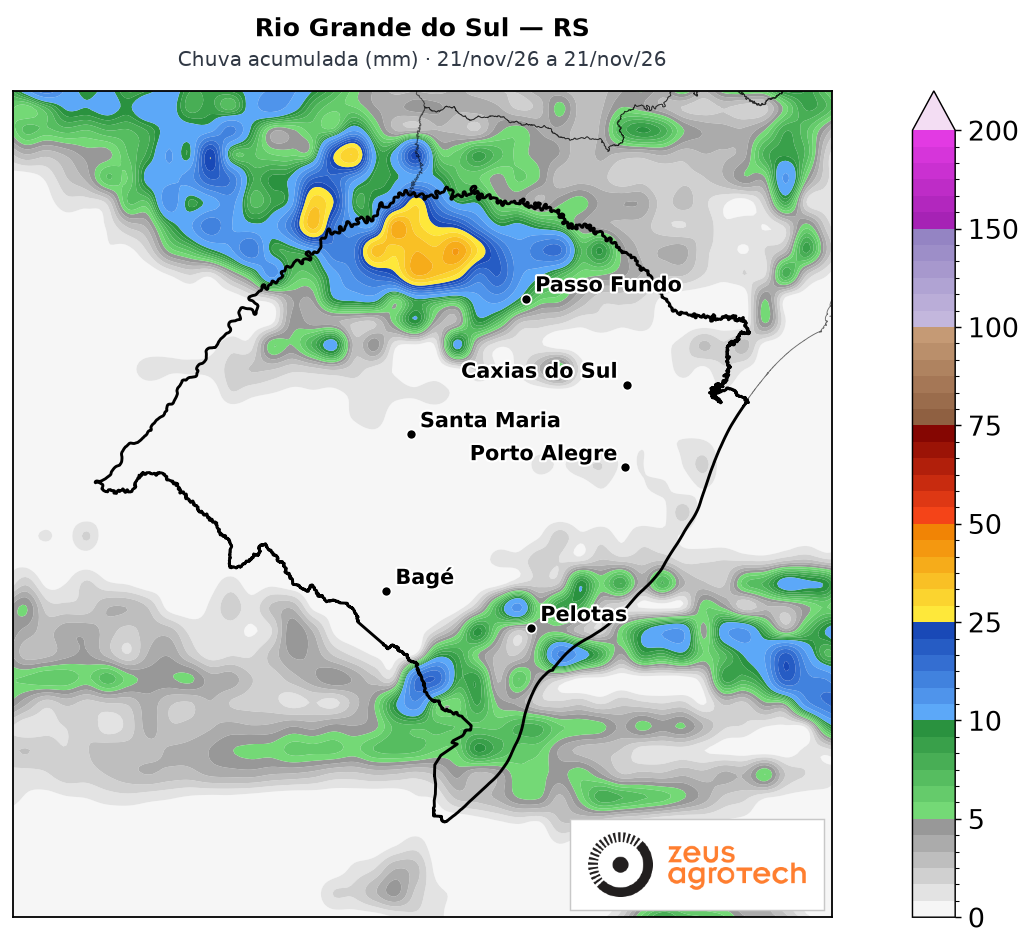 Rio Grande do Sul — RS
Chuva acumulada (mm) · 21/nov/26 a 21/nov/26
200
150
100
75
50
25
10
5
0
Passo Fundo
Caxias do Sul
Santa Maria
Porto Alegre
Bagé
Pelotas
zeus
agrotech